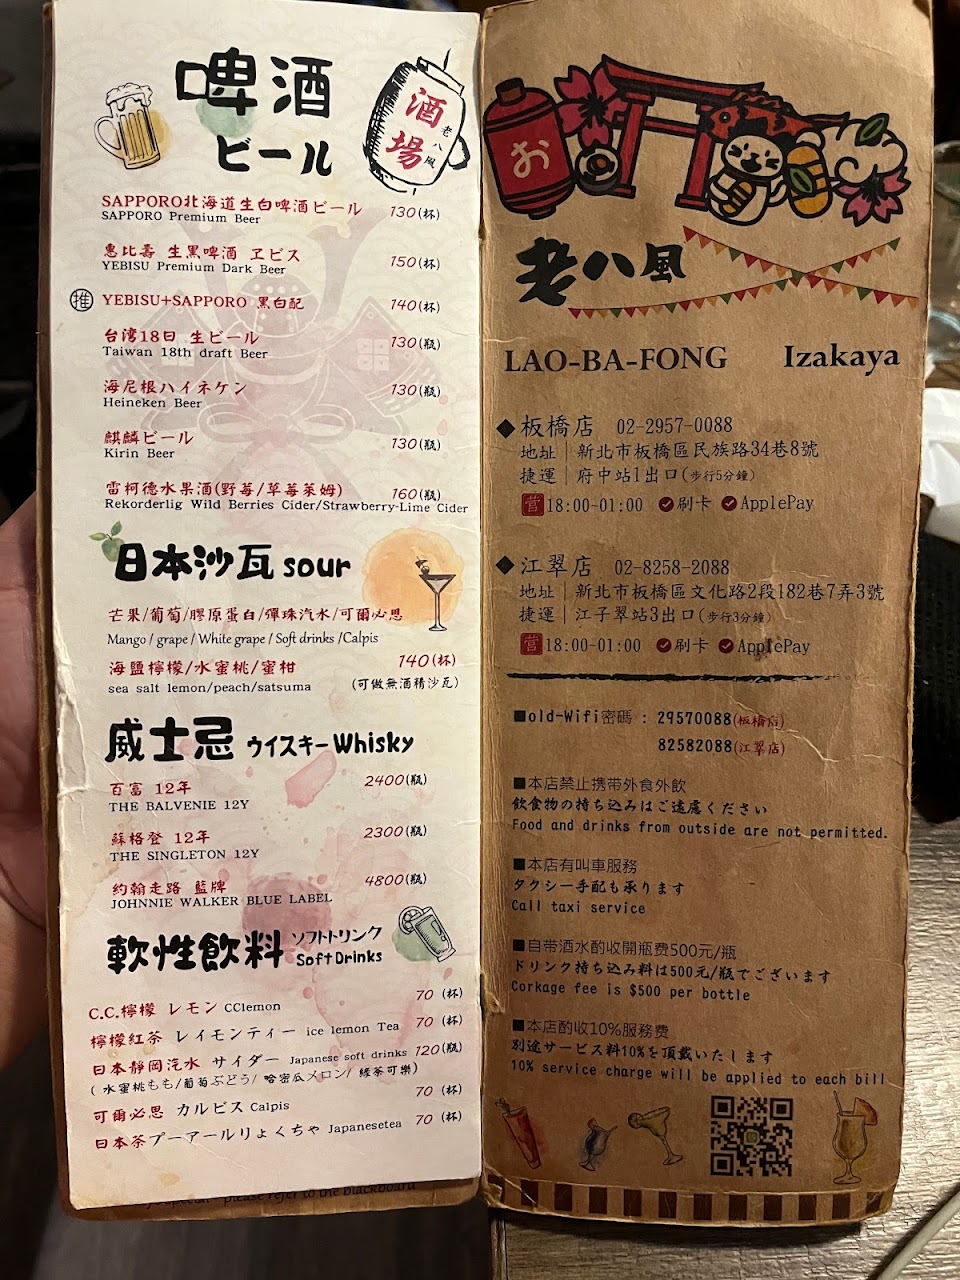 啤酒
ビール
酒場
老八風
SAPPORO北海道生白啤酒ビール 130(杯)
SAPPORO Premium Beer
惠比壽 生黑啤酒 ヱビス 150(杯)
YEBISU Premium Dark Beer
推 YEBISU+SAPPORO 黑白配 140(杯)
台湾18日 生ビール 130(瓶)
Taiwan 18th draft Beer
海尼根ハイネケン 130(瓶)
Heineken Beer
麒麟ビール 130(瓶)
Kirin Beer
雷柯德水果酒(野莓/草莓萊姆) 160(瓶)
Rekorderlig Wild Berries Cider/Strawberry-Lime Cider
日本沙瓦 sour
芒果/葡萄/膠原蛋白/彈珠汽水/可爾必思
Mango / grape / White grape / Soft drinks /Calpis
海鹽檸檬/水蜜桃/蜜柑 140(杯)
sea salt lemon/peach/satsuma (可做無酒精沙瓦)
威士忌 ウイスキー Whisky
百富 12年 2400(瓶)
THE BALVENIE 12Y
蘇格登 12年 2300(瓶)
THE SINGLETON 12Y
約翰走路 藍牌 4800(瓶)
JOHNNIE WALKER BLUE LABEL
軟性飲料 ソフトトリンク
Soft Drinks
C.C.檸檬 レモン CClemon 70 (杯)
檸檬紅茶 レイモンティー ice lemon Tea 70 (杯)
日本靜岡汽水 サイダー Japanese soft drinks 120(瓶)
( 水蜜桃もも/葡萄ぶどう/ 哈密瓜メロン/ 綠茶可樂)
可爾必思 カルピス Calpis 70 (杯)
日本茶プーアールりょくちゃ Japanesetea 70 (杯)
please refer to the blackboard
お
老八風
LAO-BA-FONG Izakaya
◆板橋店 02-2957-0088
地址│新北市板橋區民族路34巷8號
捷運│府中站1出口(步行5分鐘)
営18:00-01:00 刷卡 ApplePay
◆江翠店 02-8258-2088
地址│新北市板橋區文化路2段182巷7弄3號
捷運│江子翠站3出口(步行3分鐘)
営18:00-01:00 刷卡 ApplePay
■old-Wifi密碼 : 29570088(板橋店)
82582088(江翠店)
■本店禁止携帶外食外飲
飲食物の持ち込みはご遠慮ください
Food and drinks from outside are not permitted.
■本店有叫車服務
タクシー手配も承ります
Call taxi service
■自帶酒水酌收開瓶费500元/瓶
ドリンク持ち込み料は500元/瓶でございます
Corkage fee is $500 per bottle
■本店酌收10%服務费
別途サービス料10%を頂戴いたします
10% service charge will be applied to each bill